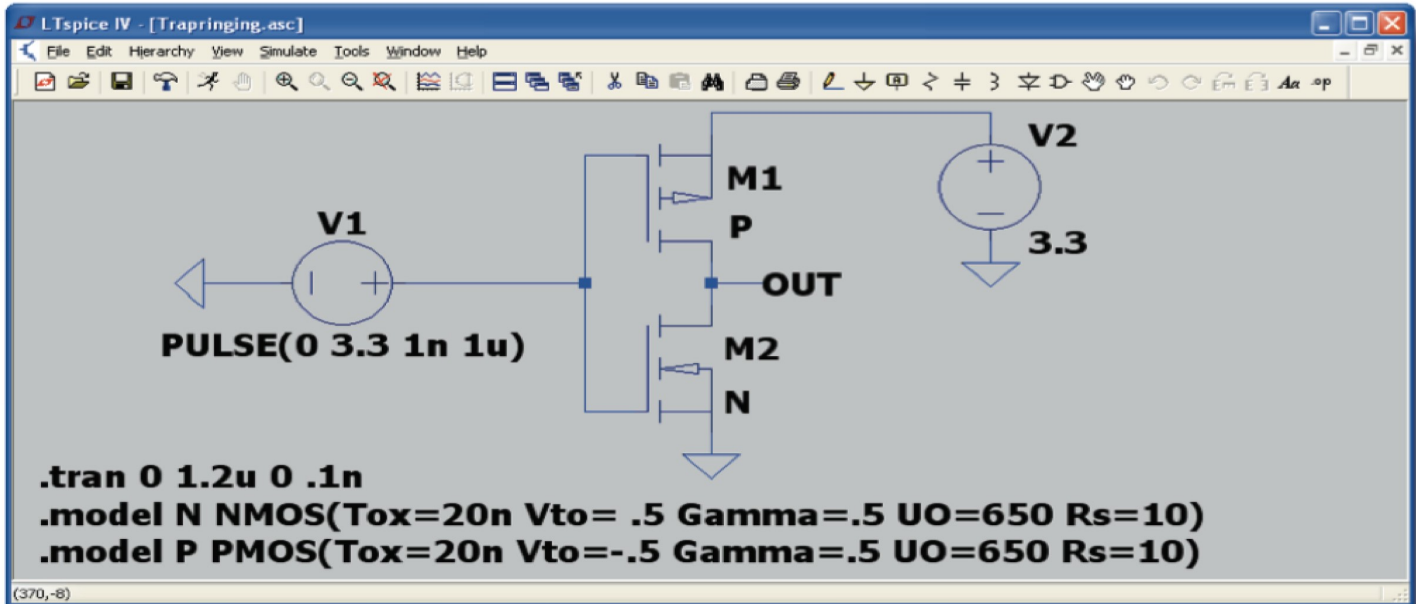 LTspice IV - [Trapringing.asc]
File Edit Hierarchy View Simulate Tools Window Help
Aa .op
V2
M1
V1
P
3.3
OUT
PULSE(0 3.3 1n 1u)
M2
N
.tran 0 1.2u 0 .1n
.model N NMOS(Tox=20n Vto= .5 Gamma=.5 UO=650 Rs=10)
.model P PMOS(Tox=20n Vto=-.5 Gamma=.5 UO=650 Rs=10)
(370,-8)